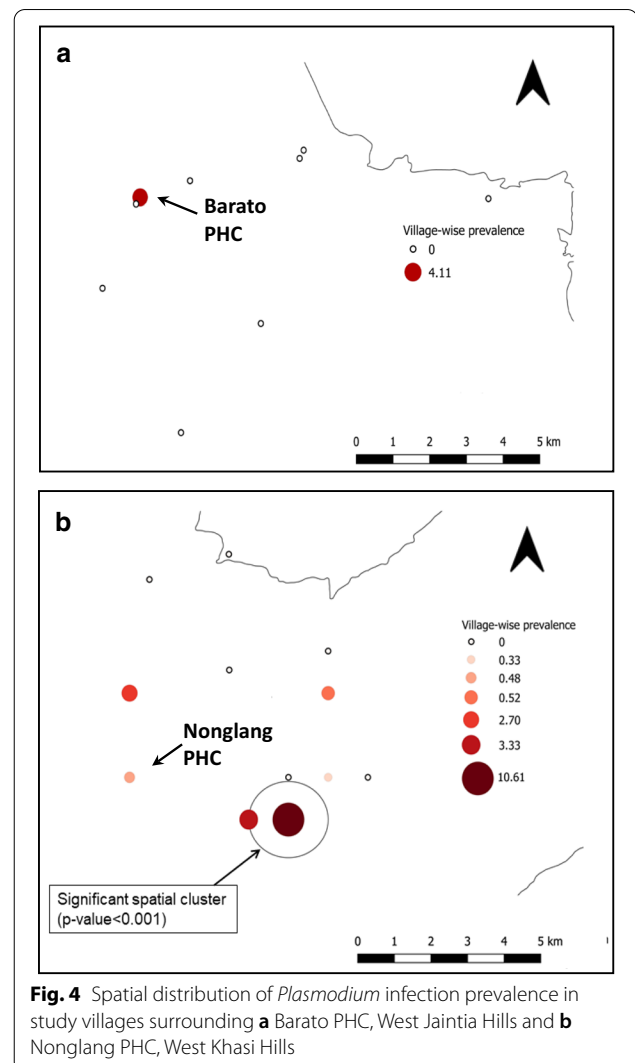 a
Barato
PHC
Village-wise prevalence
0
4.11
0 1 2 3 4 5 km
b
Village-wise prevalence
0
0.33
0.48
0.52
2.70
3.33
10.61
Nonglang
PHC
Significant spatial cluster
(p-value<0.001)
0 1 2 3 4 5 km
Fig. 4 Spatial distribution of Plasmodium infection prevalence in
study villages surrounding a Barato PHC, West Jaintia Hills and b
Nonglang PHC, West Khasi Hills